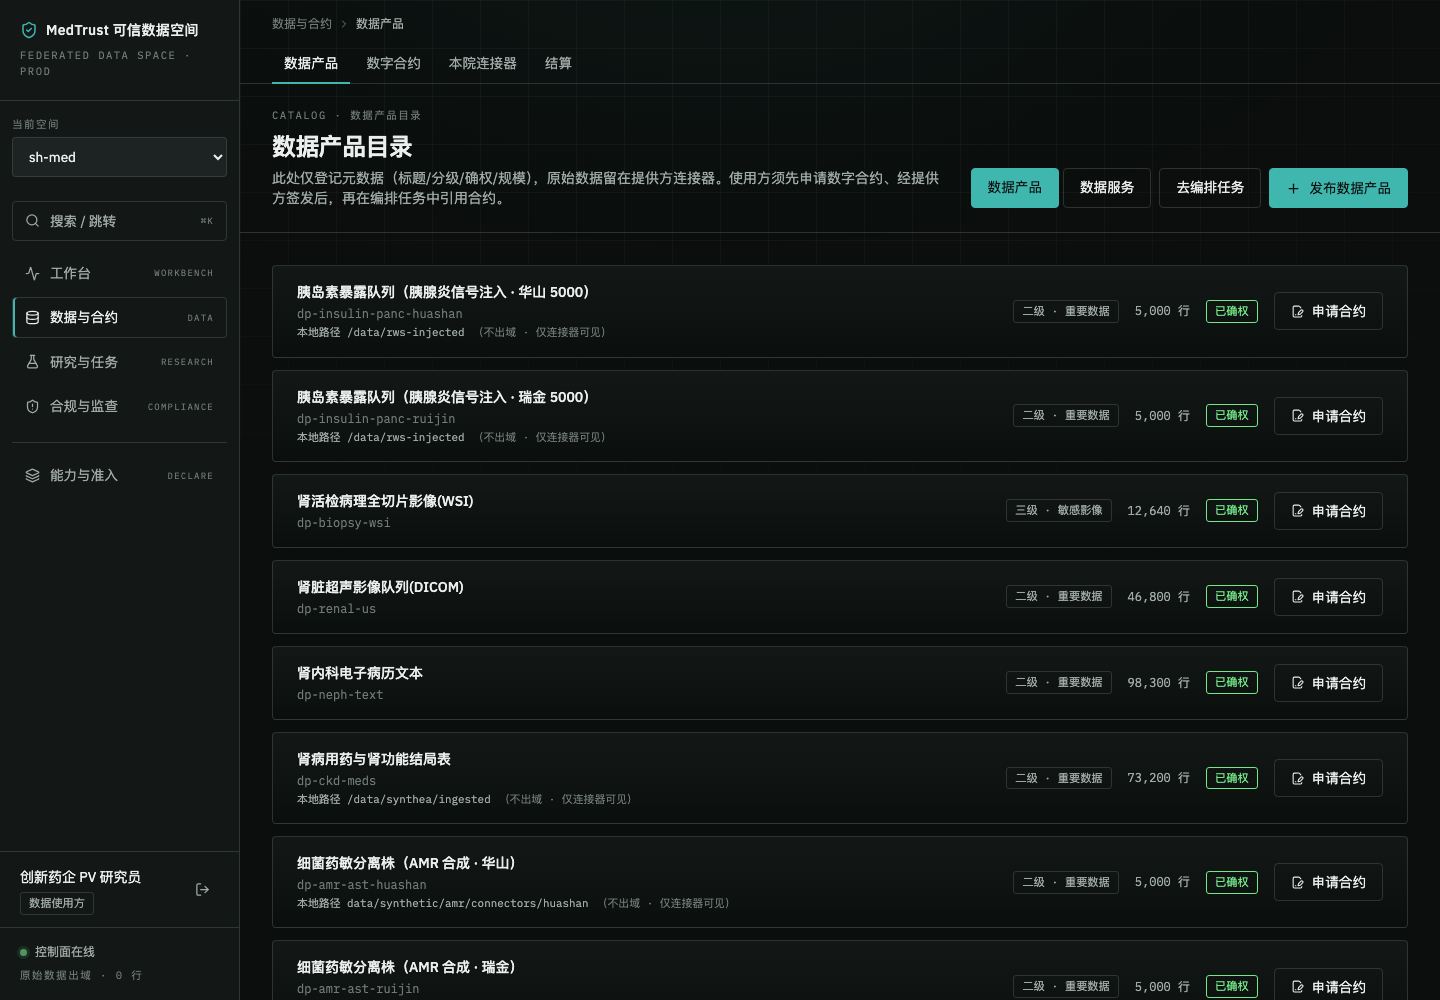 MedTrust 可信数据空间
FEDERATED DATA SPACE ·
PROD
当前空间
sh-med
搜索 / 跳转 ⌘K
工作台 WORKBENCH
数据与合约 DATA
研究与任务 RESEARCH
合规与监查 COMPLIANCE
能力与准入 DECLARE
创新药企 PV 研究员
数据使用方
控制面在线
原始数据出域 · 0 行
数据与合约 › 数据产品
数据产品 数字合约 本院连接器 结算
CATALOG · 数据产品目录
数据产品目录
此处仅登记元数据（标题/分级/确权/规模），原始数据留在提供方连接器。使用方须先申请数字合约、经提供
方签发后，再在编排任务中引用合约。
数据产品 数据服务 去编排任务 + 发布数据产品
胰岛素暴露队列（胰腺炎信号注入 · 华山 5000）
dp-insulin-panc-huashan
本地路径 /data/rws-injected （不出域 · 仅连接器可见）
二级 · 重要数据 5,000 行 已确权 申请合约
胰岛素暴露队列（胰腺炎信号注入 · 瑞金 5000）
dp-insulin-panc-ruijin
本地路径 /data/rws-injected （不出域 · 仅连接器可见）
二级 · 重要数据 5,000 行 已确权 申请合约
肾活检病理全切片影像(WSI)
dp-biopsy-wsi
三级 · 敏感影像 12,640 行 已确权 申请合约
肾脏超声影像队列(DICOM)
dp-renal-us
二级 · 重要数据 46,800 行 已确权 申请合约
肾内科电子病历文本
dp-neph-text
二级 · 重要数据 98,300 行 已确权 申请合约
肾病用药与肾功能结局表
dp-ckd-meds
本地路径 /data/synthea/ingested （不出域 · 仅连接器可见）
二级 · 重要数据 73,200 行 已确权 申请合约
细菌药敏分离株（AMR 合成 · 华山）
dp-amr-ast-huashan
本地路径 data/synthetic/amr/connectors/huashan （不出域 · 仅连接器可见）
二级 · 重要数据 5,000 行 已确权 申请合约
细菌药敏分离株（AMR 合成 · 瑞金）
dp-amr-ast-ruijin
二级 · 重要数据 5,000 行 已确权 申请合约